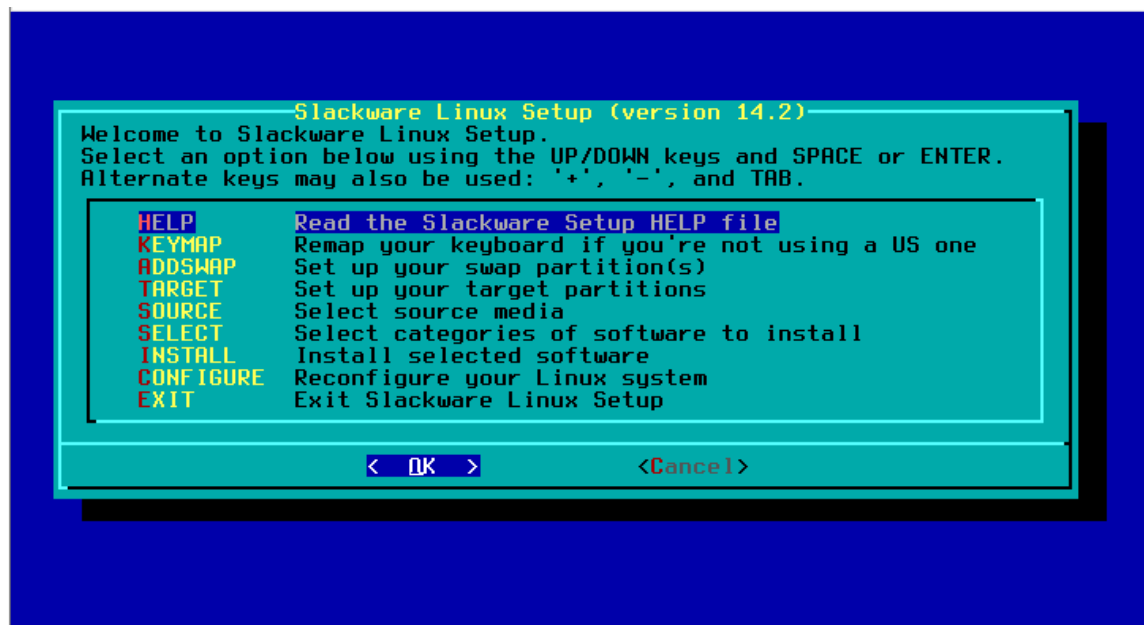 Slackware Linux Setup (version 14.2)
Welcome to Slackware Linux Setup.
Select an option below using the UP/DOWN keys and SPACE or ENTER.
Alternate keys may also be used: '+', '-', and TAB.
HELP Read the Slackware Setup HELP file
KEYMAP Remap your keyboard if you're not using a US one
ADDSWAP Set up your swap partition(s)
TARGET Set up your target partitions
SOURCE Select source media
SELECT Select categories of software to install
INSTALL Install selected software
CONFIGURE Reconfigure your Linux system
EXIT Exit Slackware Linux Setup
< OK > <Cancel>